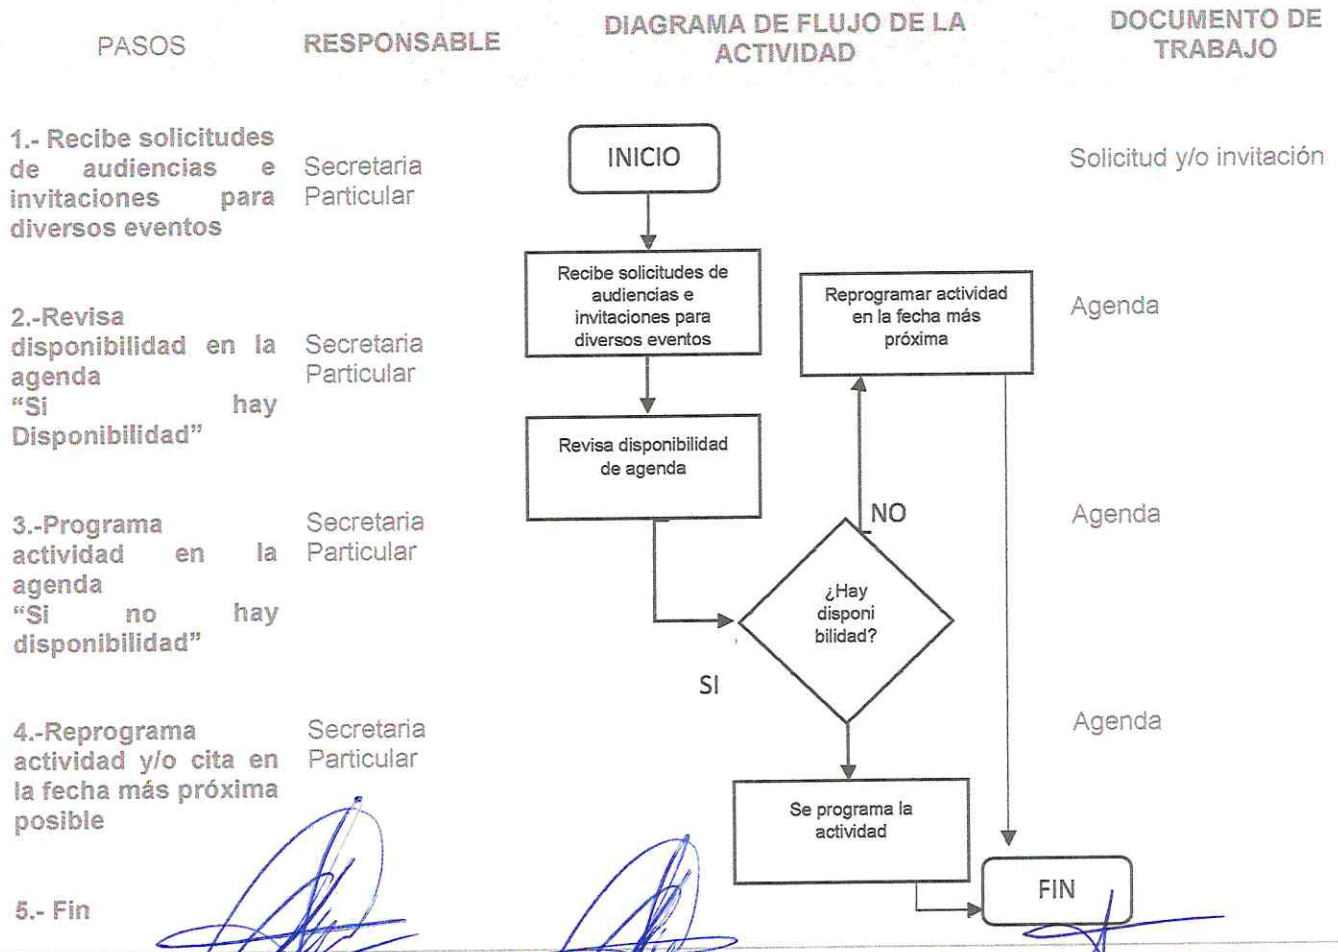 PASOS
RESPONSABLE
DIAGRAMA DE FLUJO DE LA
ACTIVIDAD
DOCUMENTO DE
TRABAJO
1.- Recibe solicitudes
de audiencias e
invitaciones para
diversos eventos
Secretaria
Particular
Solicitud y/o invitación
2.-Revisa
disponibilidad en la
agenda
“Si hay
Disponibilidad”
Secretaria
Particular
Agenda
3.-Programa
actividad en la
agenda
“Si no hay
disponibilidad”
Secretaria
Particular
Agenda
4.-Reprograma
actividad y/o cita en
la fecha más próxima
posible
Secretaria
Particular
Agenda
5.- Fin
INICIO
Recibe solicitudes de
audiencias e
invitaciones para
diversos eventos
Revisa disponibilidad
de agenda
¿Hay
disponi
bilidad?
NO
Reprogramar actividad
en la fecha más
próxima
SI
Se programa la
actividad
FIN